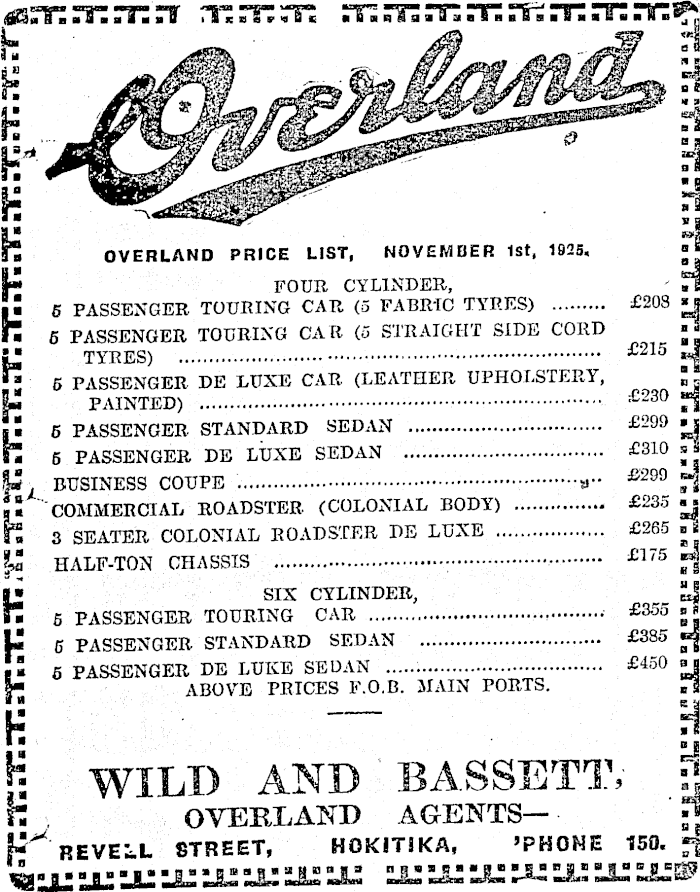 Overland
OVERLAND PRICE LIST, NOVEMBER 1st, 1925.
FOUR CYLINDER,
5 PASSENGER TOURING CAR (5 FABRIC TYRES) ......... £208
5 PASSENGER TOURING CAR (5 STRAIGHT SIDE CORD
TYRES) ............................................................ £215
5 PASSENGER DE LUXE CAR (LEATHER UPHOLSTERY,
PAINTED) ......................................................... £230
5 PASSENGER STANDARD SEDAN ............................ £299
5 PASSENGER DE LUXE SEDAN ............................ £310
BUSINESS COUPE .................................................... £299
COMMERCIAL ROADSTER (COLONIAL BODY) ............. £235
3 SEATER COLONIAL ROADSTER DE LUXE ............... £265
HALF-TON CHASSIS ............................................... £175
SIX CYLINDER,
5 PASSENGER TOURING CAR .................................. £355
5 PASSENGER STANDARD SEDAN .......................... £385
5 PASSENGER DE LUKE SEDAN ............................... £450
ABOVE PRICES F.O.B. MAIN PORTS.
WILD AND BASSETT,
OVERLAND AGENTS—
REVELL STREET, HOKITIKA, 'PHONE 150.